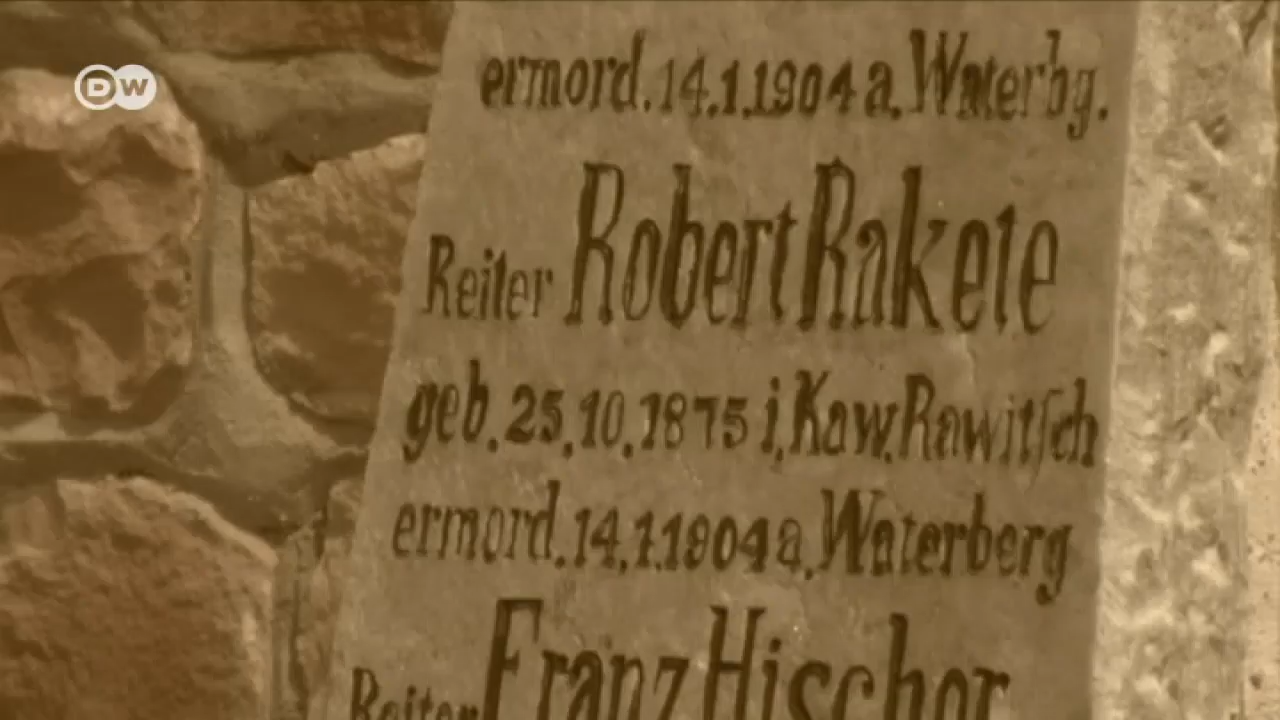 DW
ermord. 14.1.1904 a. Waterbg.
Reiter Robert Rakete
geb. 25.10.1875 i. Kaw. Rawitſch
ermord. 14.1.1904 a. Waterberg
Reiter Franz Hischer